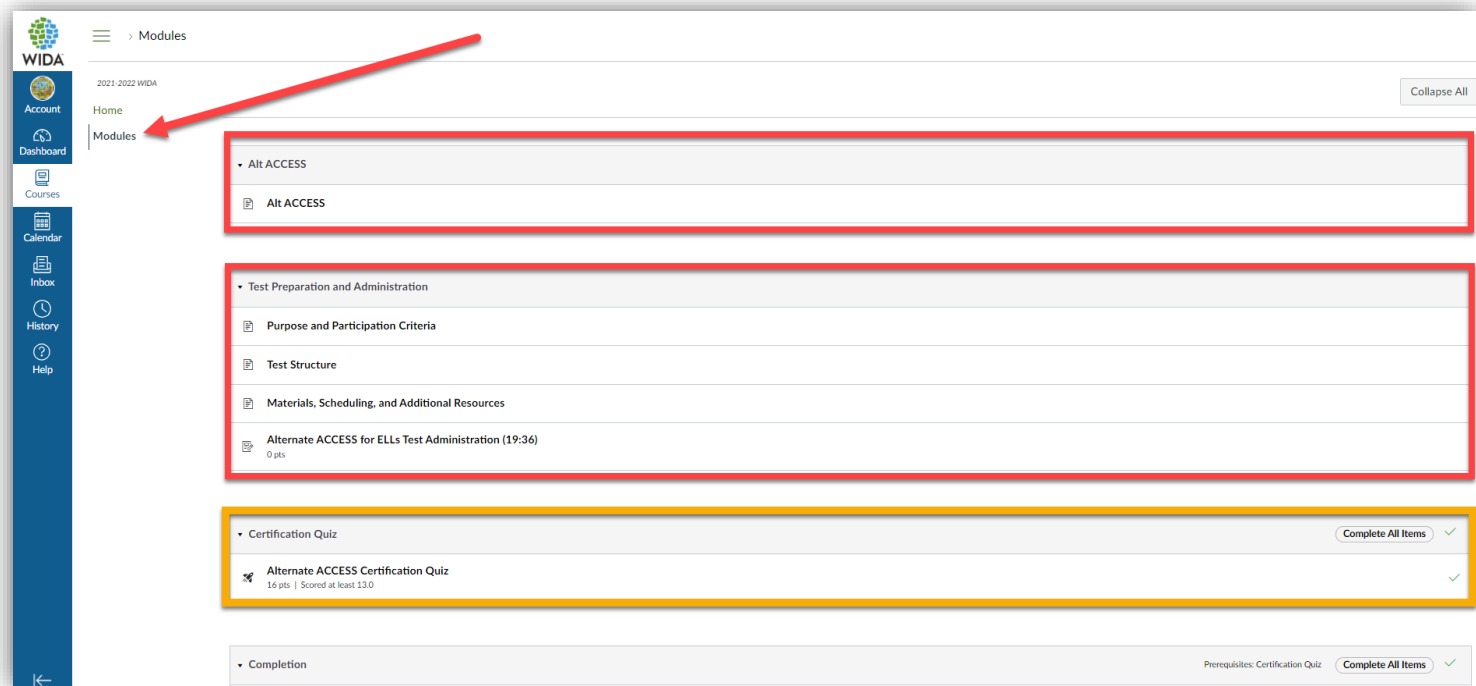 WIDA
Modules
2021-2022 WIDA
Account
Collapse All
Home
Modules
Dashboard
Courses
Calendar
Inbox
History
Help
Alt ACCESS
Alt ACCESS
Test Preparation and Administration
Purpose and Participation Criteria
Test Structure
Materials, Scheduling, and Additional Resources
Alternate ACCESS for ELLs Test Administration (19:36)
0 pts
Certification Quiz Complete All Items
Alternate ACCESS Certification Quiz
16 pts | Scored at least 13.0
Completion Prerequisites: Certification Quiz Complete All Items